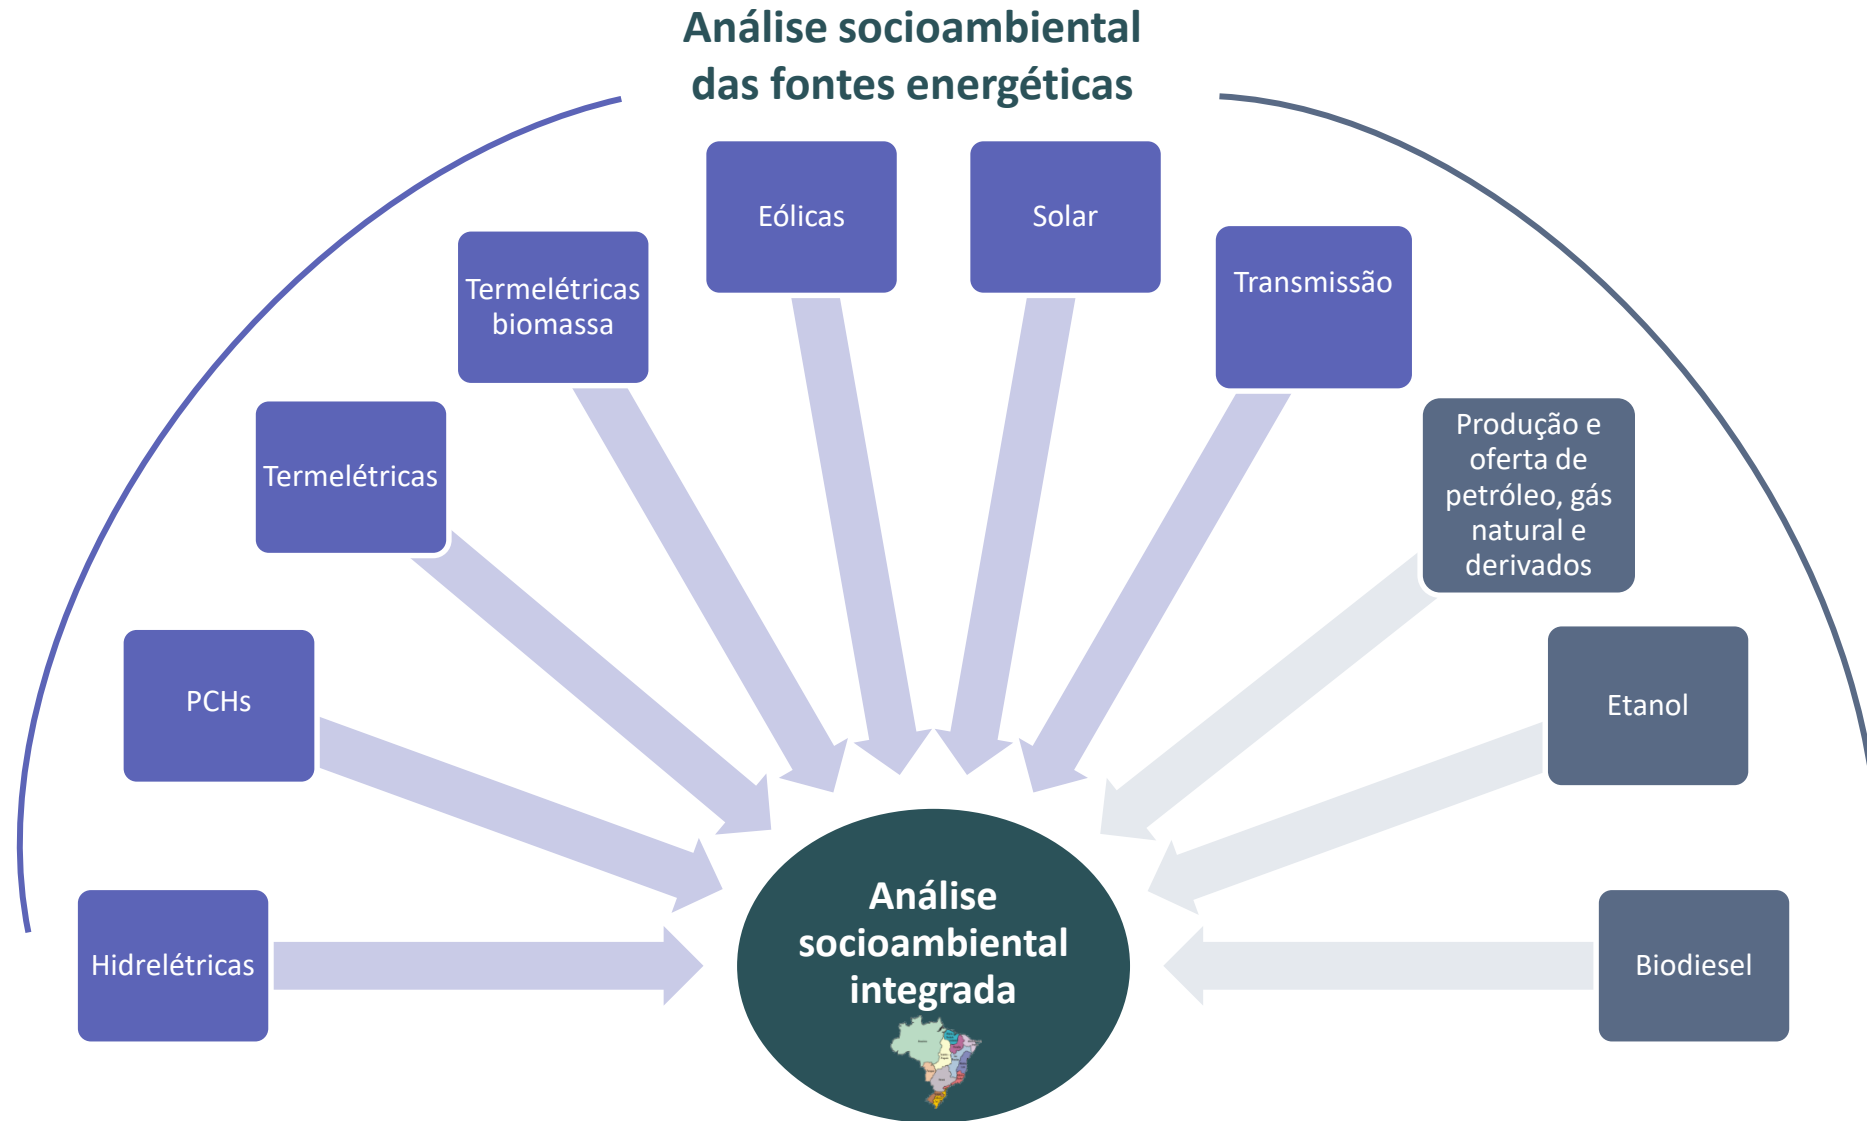 Análise socioambiental
das fontes energéticas
Eólicas
Solar
Termelétricas
biomassa
Transmissão
Termelétricas
Produção e
oferta de
petróleo, gás
natural e
derivados
PCHs
Etanol
Hidrelétricas
Biodiesel
Análise
socioambiental
integrada